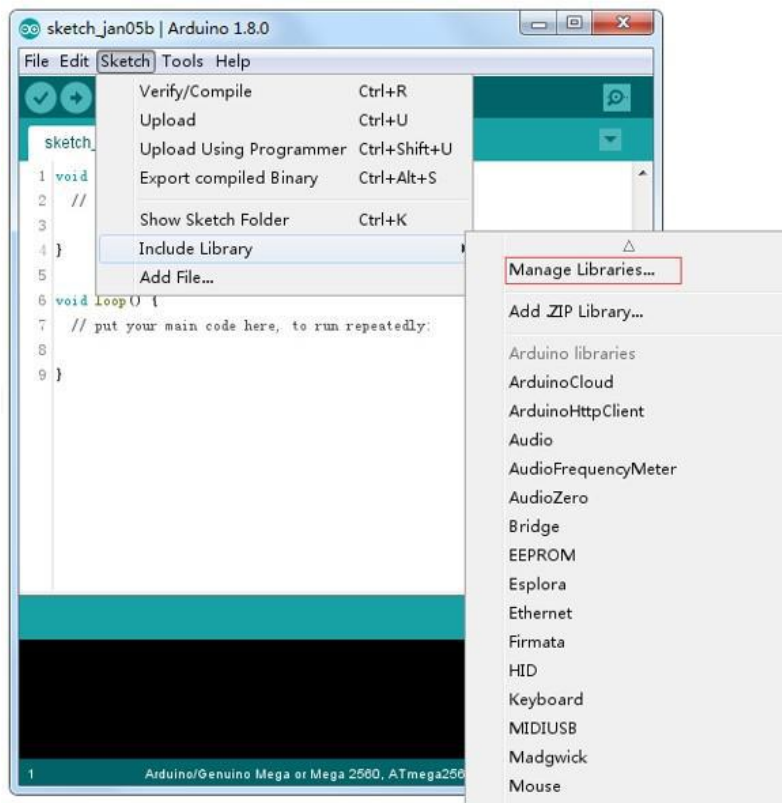 sketch_jan05b | Arduino 1.8.0
File Edit Sketch Tools Help
Verify/Compile Ctrl+R
Upload Ctrl+U
Upload Using Programmer Ctrl+Shift+U
Export compiled Binary Ctrl+Alt+S
Show Sketch Folder Ctrl+K
Include Library
Add File...
sketch_
1 void
2 //
3
4 }
5
6 void loop() {
7 // put your main code here, to run repeatedly:
8
9 }
Manage Libraries...
Add .ZIP Library...
Arduino libraries
ArduinoCloud
ArduinoHttpClient
Audio
AudioFrequencyMeter
AudioZero
Bridge
EEPROM
Esplora
Ethernet
Firmata
HID
Keyboard
MIDIUSB
Madgwick
Mouse
1 Arduino/Genuino Mega or Mega 2560, ATmega256